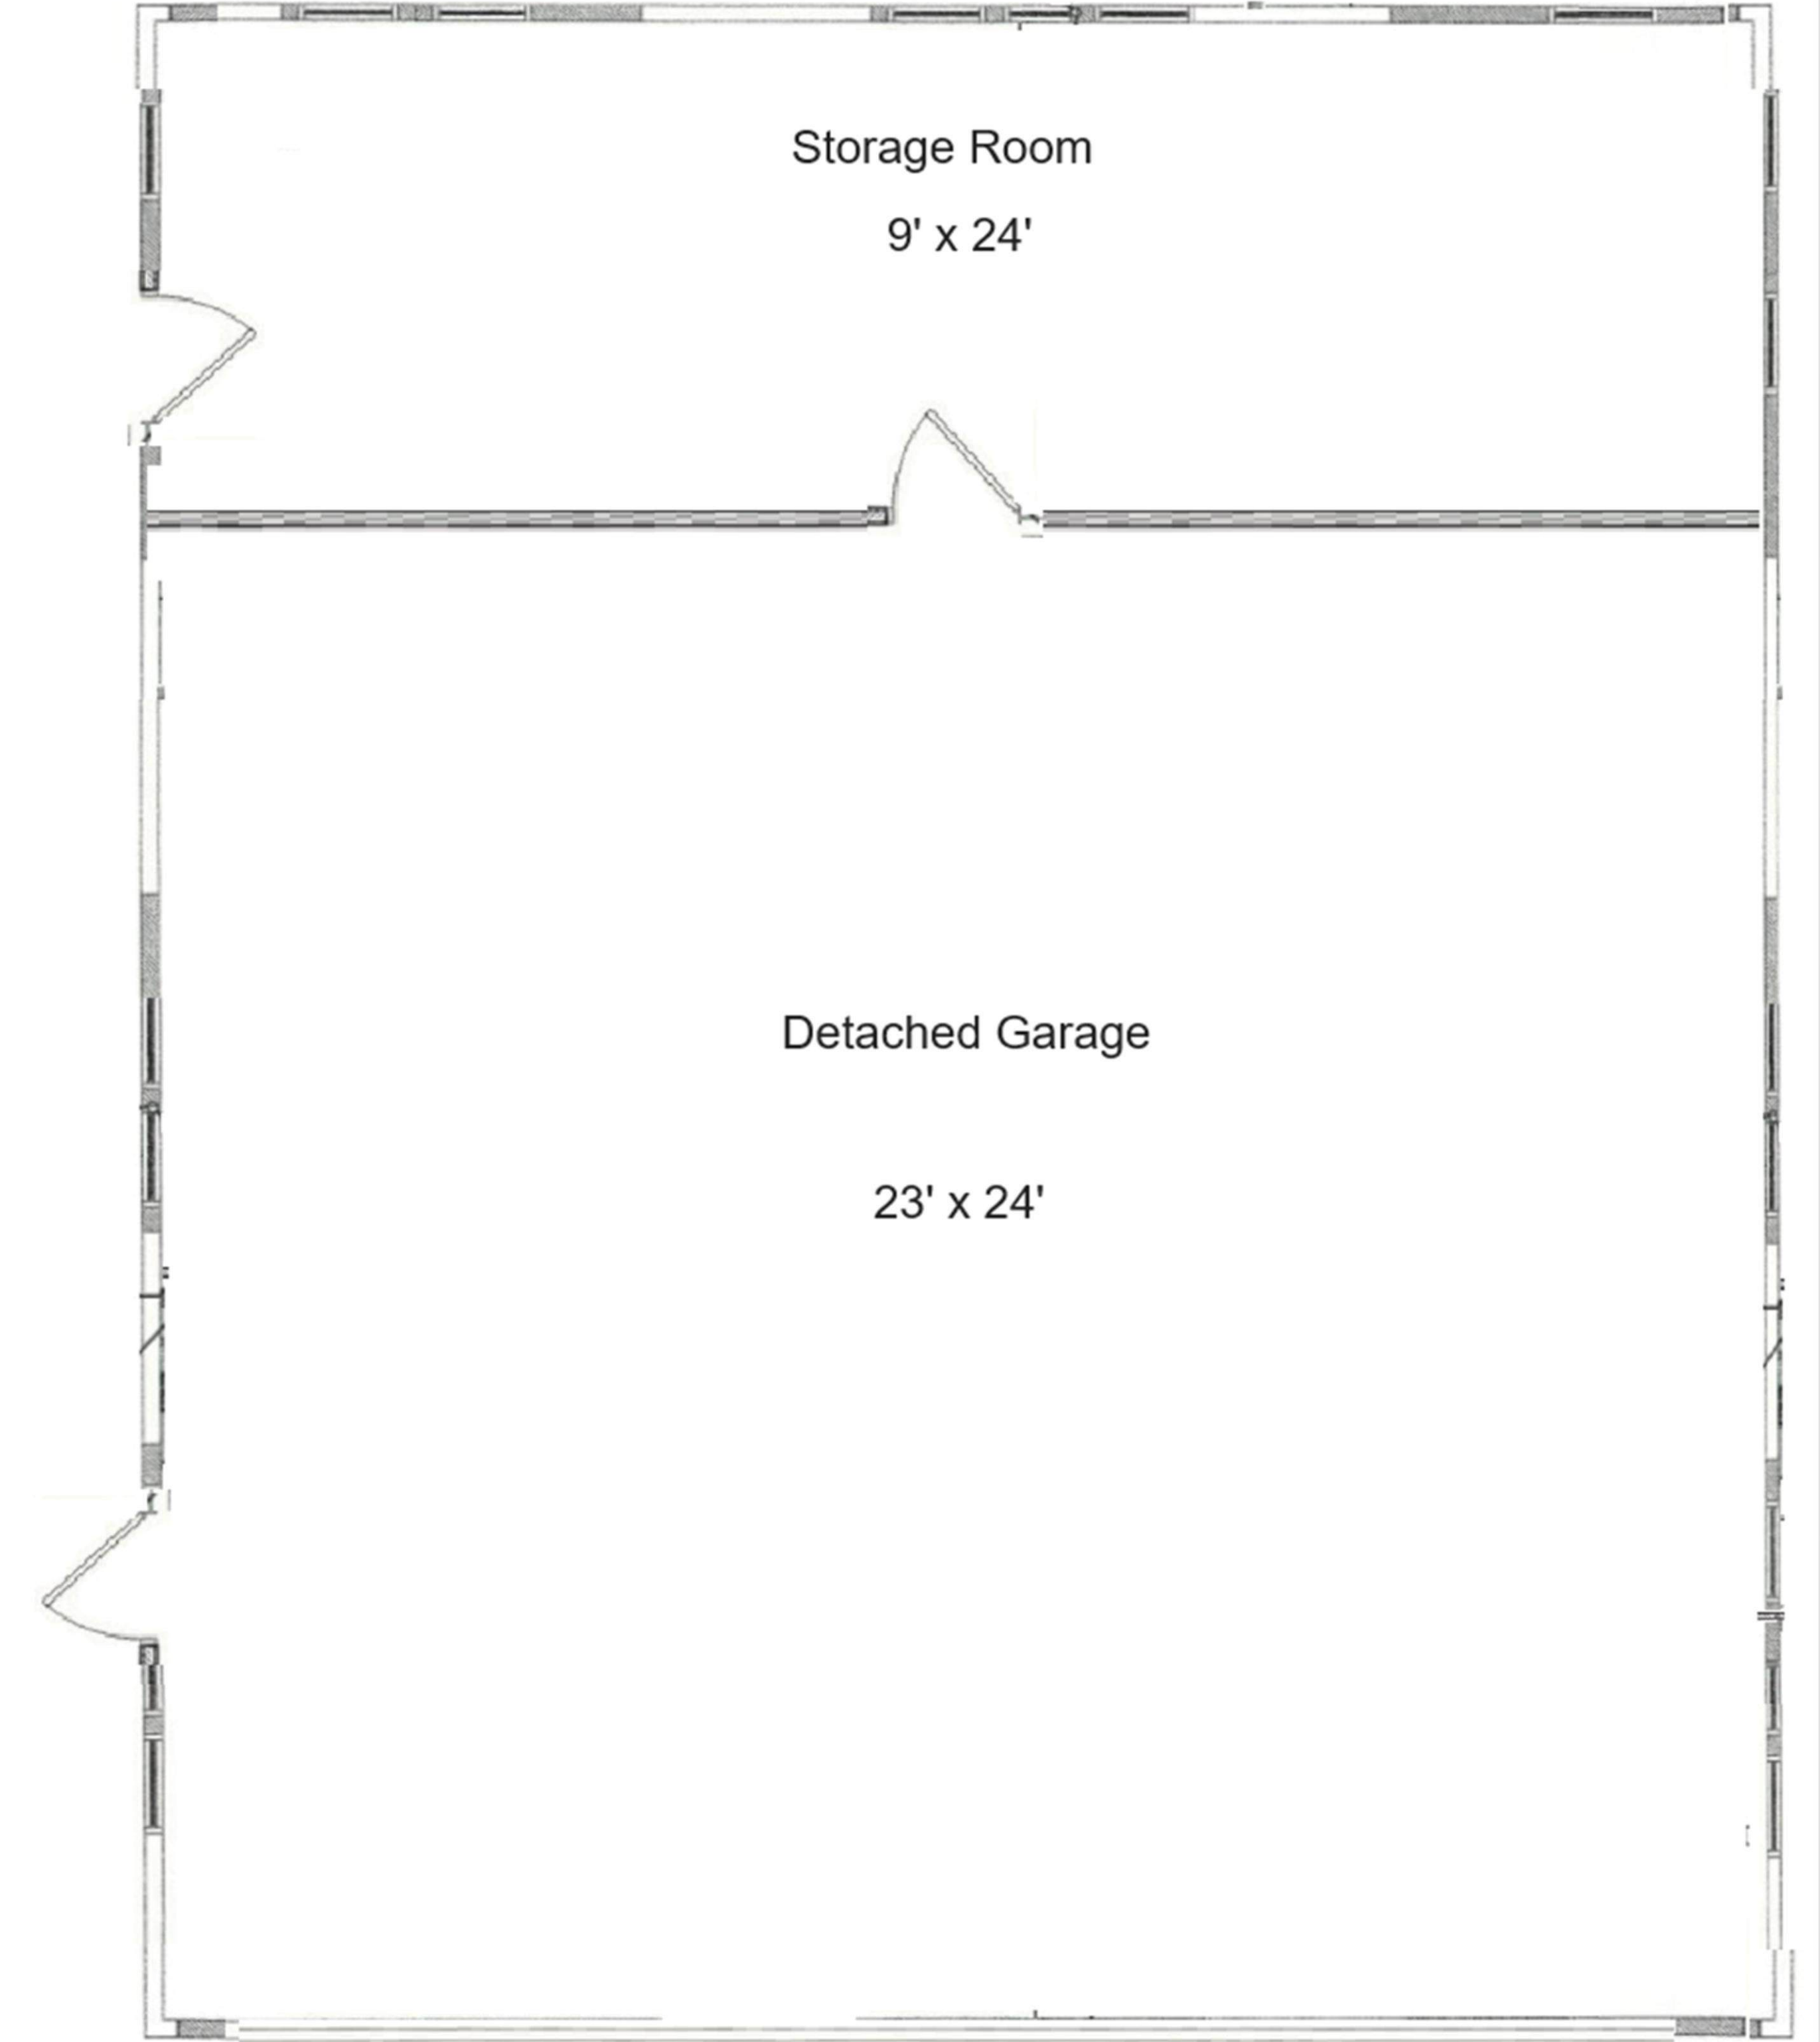 Storage Room
9' x 24'
Detached Garage
23' x 24'